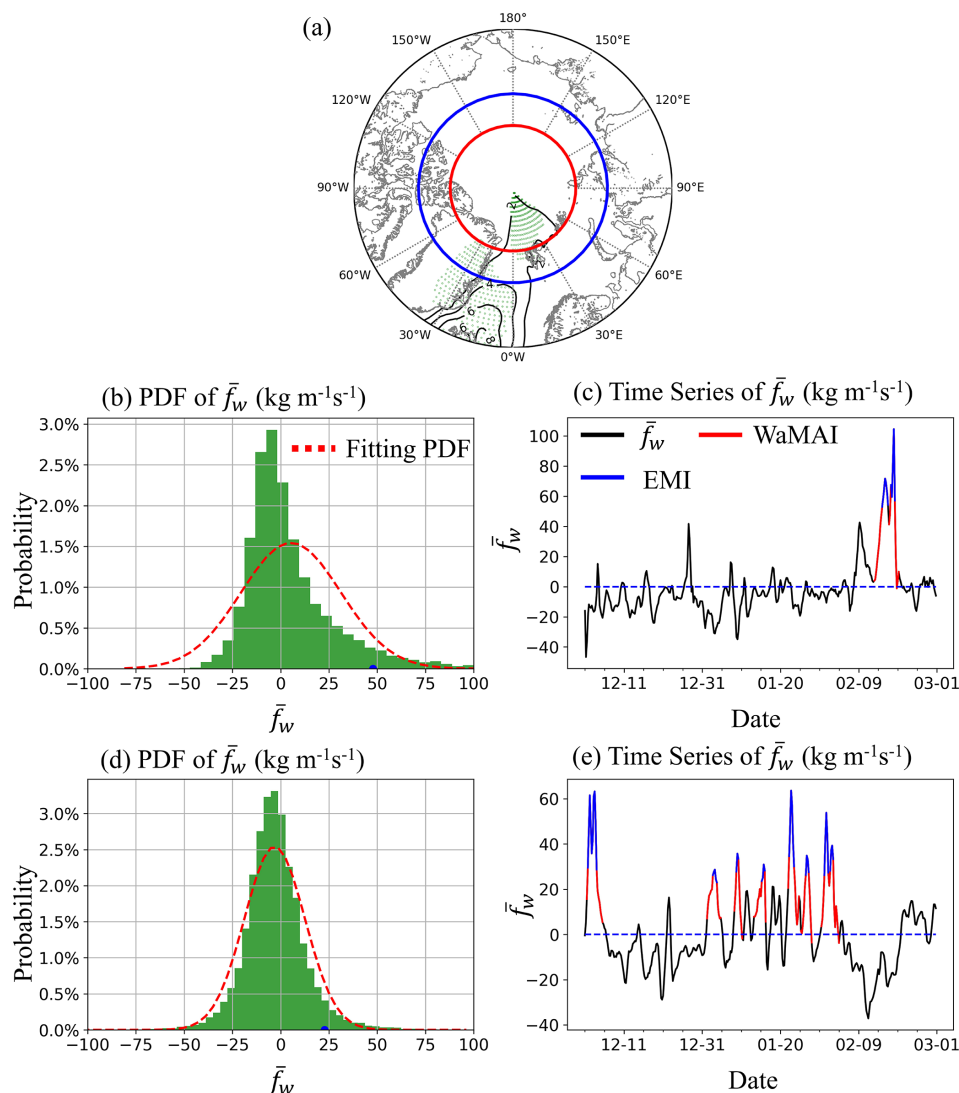 (a)
180°
150°W
150°E
120°W
120°E
90°W
90°E
60°W
60°E
30°W
30°E
0°W
2
2
2
4
6
6
8
(b) PDF of f̄w (kg m⁻¹s⁻¹)
3.0%
2.5%
2.0%
1.5%
1.0%
0.5%
0.0%
Probability
Fitting PDF
−100 −75 −50 −25 0 25 50 75 100
f̄w
(c) Time Series of f̄w (kg m⁻¹s⁻¹)
100
80
60
40
20
0
−20
−40
f̄w
f̄w WaMAI
EMI
12-11 12-31 01-20 02-09 03-01
Date
(d) PDF of f̄w (kg m⁻¹s⁻¹)
3.0%
2.5%
2.0%
1.5%
1.0%
0.5%
0.0%
Probability
−100 −75 −50 −25 0 25 50 75 100
f̄w
(e) Time Series of f̄w (kg m⁻¹s⁻¹)
60
40
20
0
−20
−40
f̄w
12-11 12-31 01-20 02-09 03-01
Date